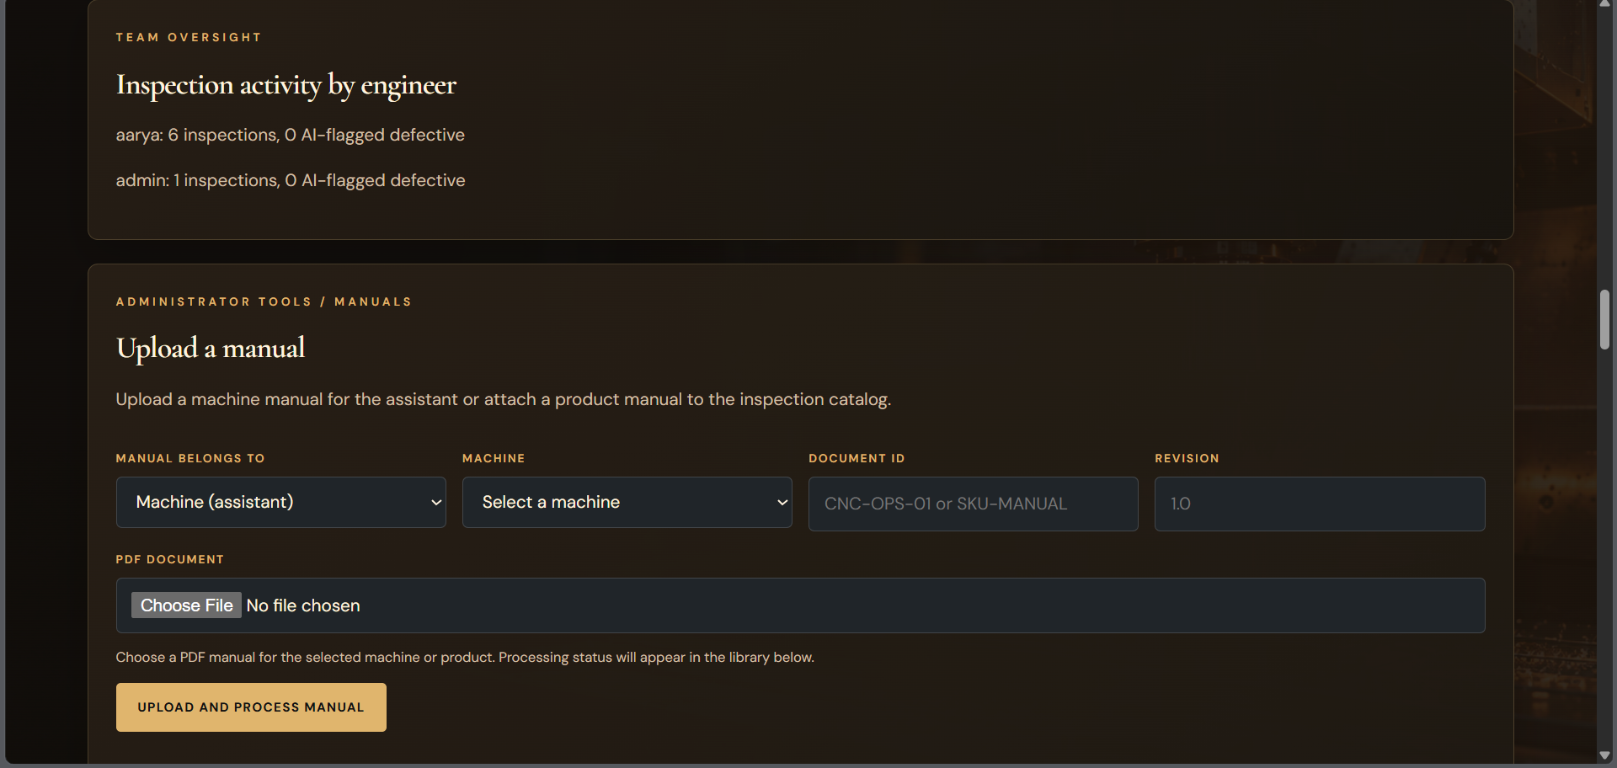 TEAM OVERSIGHT
Inspection activity by engineer
aarya: 6 inspections, 0 AI-flagged defective
admin: 1 inspections, 0 AI-flagged defective
ADMINISTRATOR TOOLS / MANUALS
Upload a manual
Upload a machine manual for the assistant or attach a product manual to the inspection catalog.
MANUAL BELONGS TO
Machine (assistant)
MACHINE
Select a machine
DOCUMENT ID
CNC-OPS-01 or SKU-MANUAL
REVISION
1.0
PDF DOCUMENT
Choose File No file chosen
Choose a PDF manual for the selected machine or product. Processing status will appear in the library below.
UPLOAD AND PROCESS MANUAL